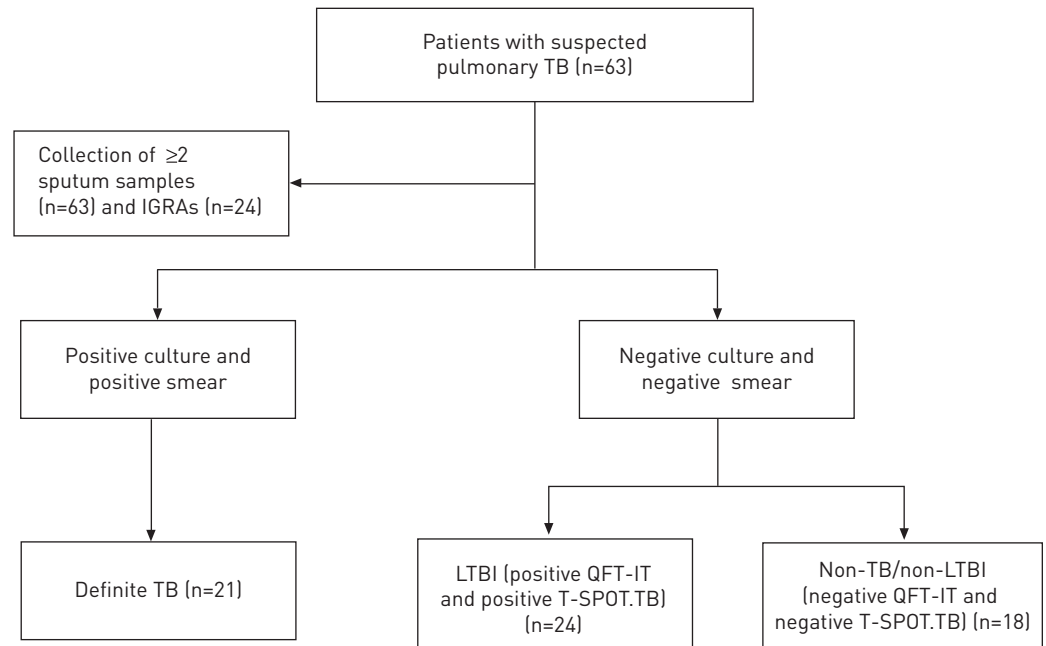 Patients with suspected
pulmonary TB (n=63)
Collection of ≥2
sputum samples
(n=63) and IGRAs (n=24)
Positive culture and
positive smear
Negative culture and
negative smear
Definite TB (n=21)
LTBI (positive QFT-IT
and positive T-SPOT.TB)
(n=24)
Non-TB/non-LTBI
(negative QFT-IT and
negative T-SPOT.TB) (n=18)